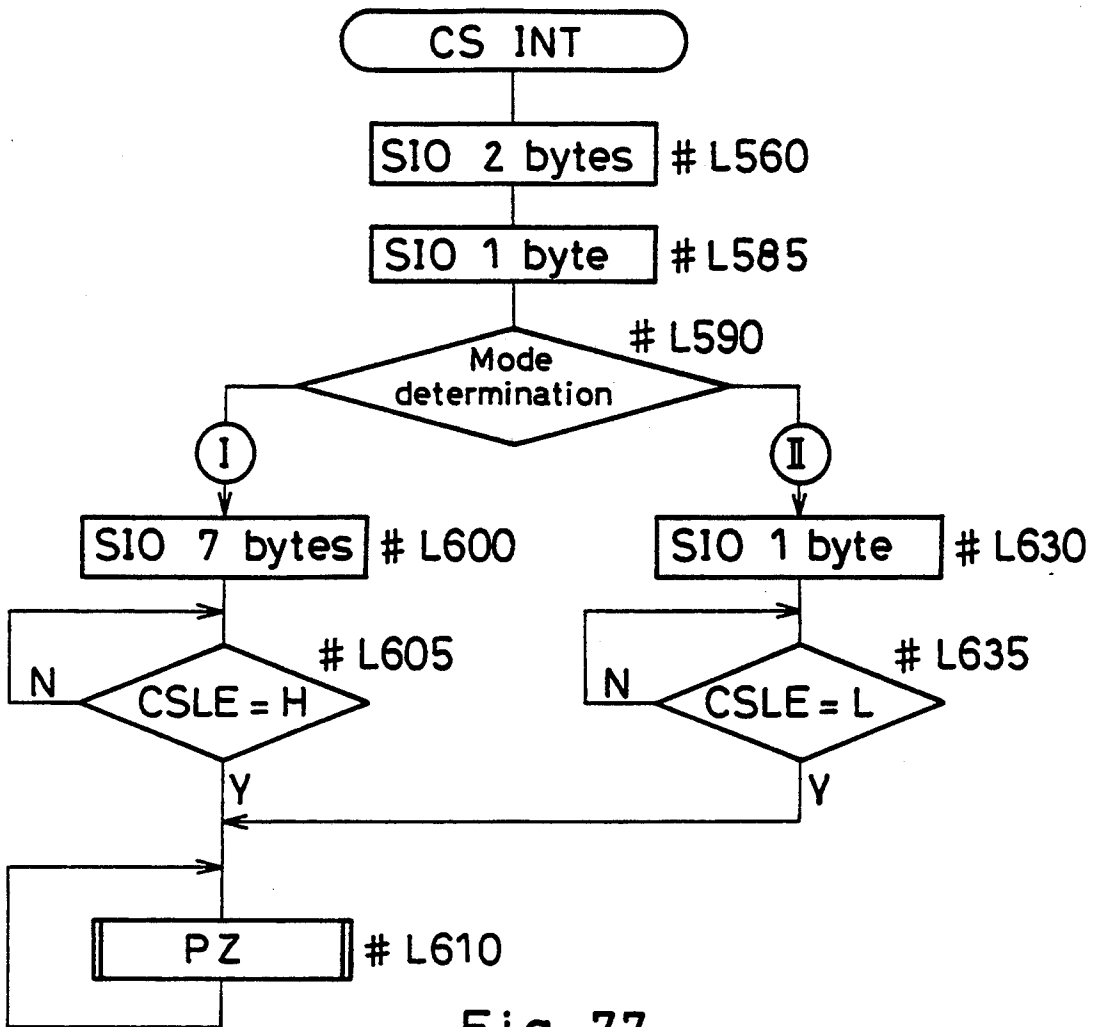 CS INT
SIO 2 bytes # L560
SIO 1 byte # L585
# L590
Mode
determination
I II
SIO 7 bytes # L600 SIO 1 byte # L630
# L605 # L635
N CSLE = H N CSLE = L
Y Y
PZ # L610
Fig. 77